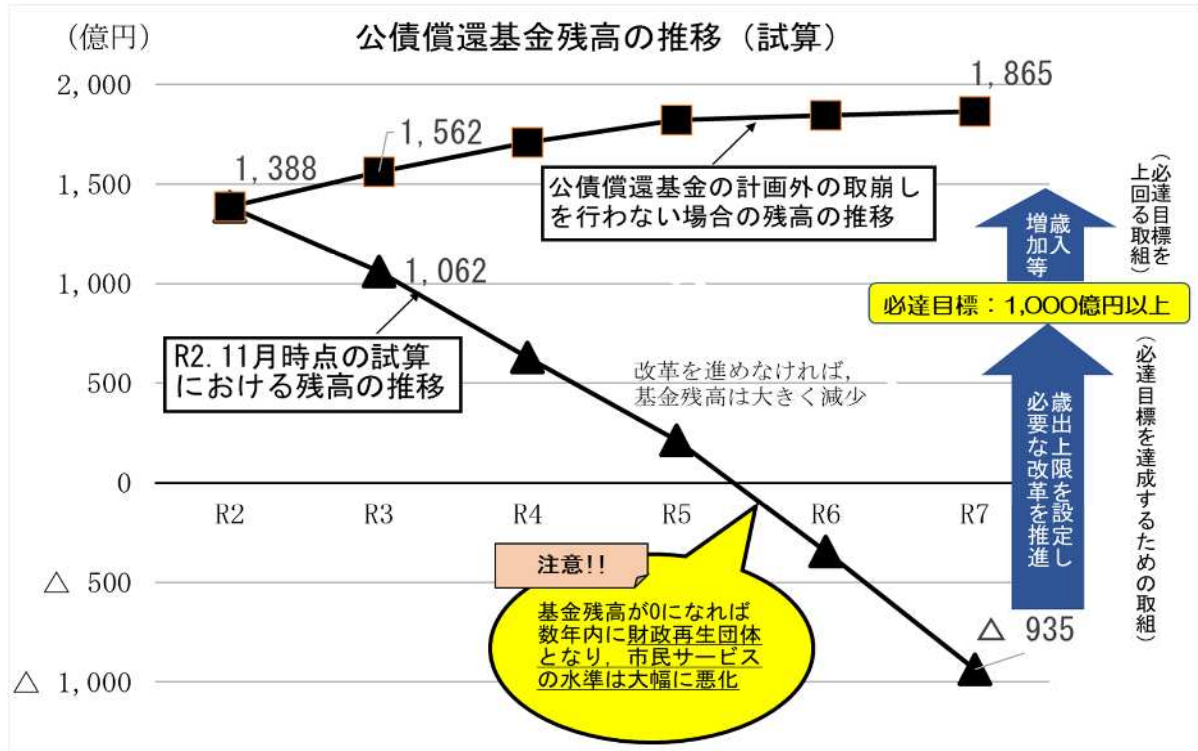 公債償還基金残高の推移（試算）
（億円）
2,000
1,500
1,000
500
0
△ 500
△ 1,000
R2
R3
R4
R5
R6
R7
1,388
1,562
1,865
1,062
△ 935
公債償還基金の計画外の取崩し
を行わない場合の残高の推移
R2.11月時点の試算
における残高の推移
改革を進めなければ，
基金残高は大きく減少
注意!!
基金残高が0になれば
数年内に財政再生団体
となり，市民サービス
の水準は大幅に悪化
歳入
増加等
（必達目標を
上回る取組）
必達目標：1,000億円以上
歳出上限を設定し
必要な改革を推進
（必達目標を達成するための取組）